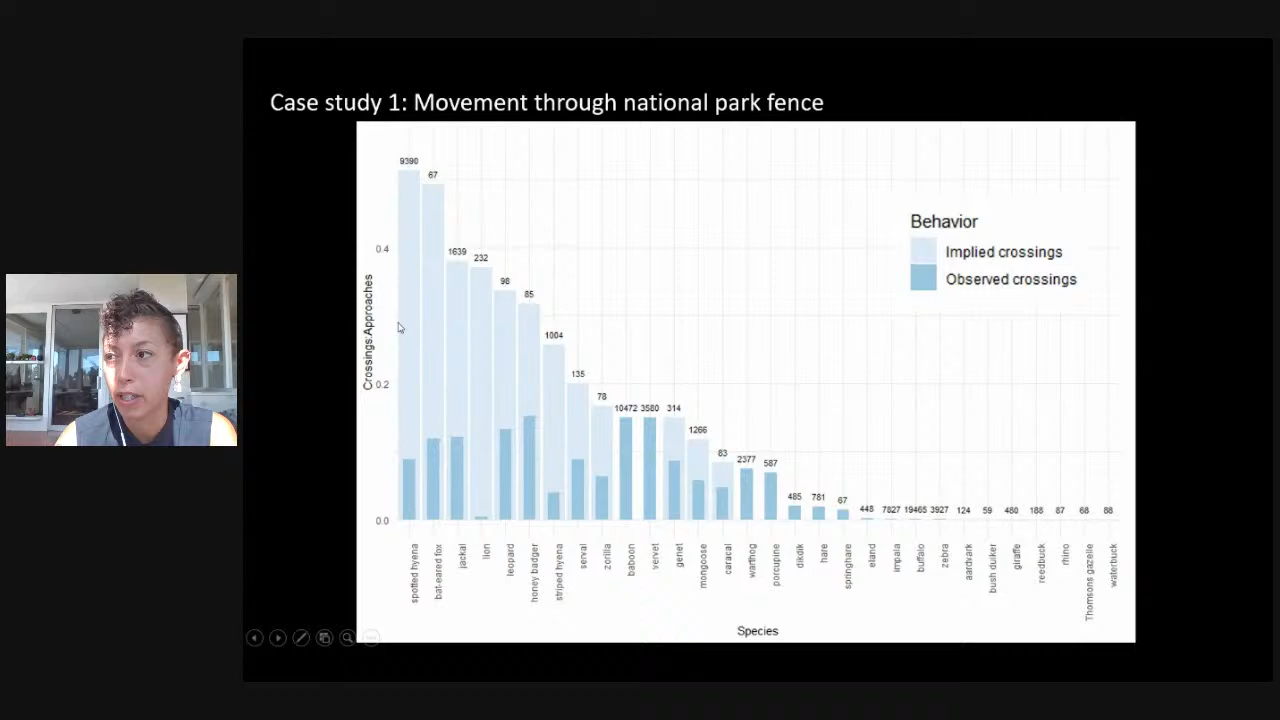 Case study 1: Movement through national park fence
9390
67
1639
232
98
85
1004
135
78
10472
3580
314
1266
83
2377
587
485
781
67
448
7827
19465
3927
124
59
480
188
87
68
88
Behavior
Implied crossings
Observed crossings
Crossings:Approaches
0.4
0.2
0.0
spotted hyena
bat-eared fox
jackal
lion
leopard
honey badger
striped hyena
serval
zorilla
baboon
vervet
genet
mongoose
caracal
warthog
porcupine
dikdik
hare
springhare
eland
impala
buffalo
zebra
aardvark
bush duiker
giraffe
reedbuck
rhino
Thomsons gazelle
waterbuck
Species